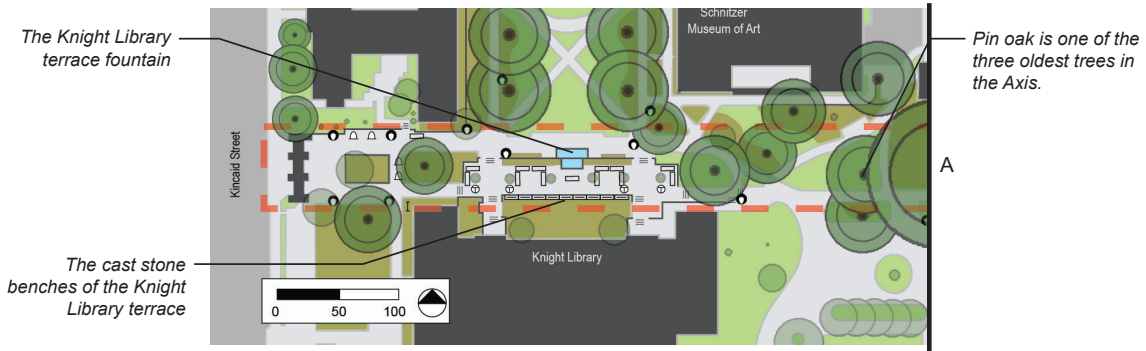 The Knight Library
terrace fountain
Schnitzer
Museum of Art
Pin oak is one of the
three oldest trees in
the Axis.
Kincaid Street
A
The cast stone
benches of the Knight
Library terrace
Knight Library
0 50 100